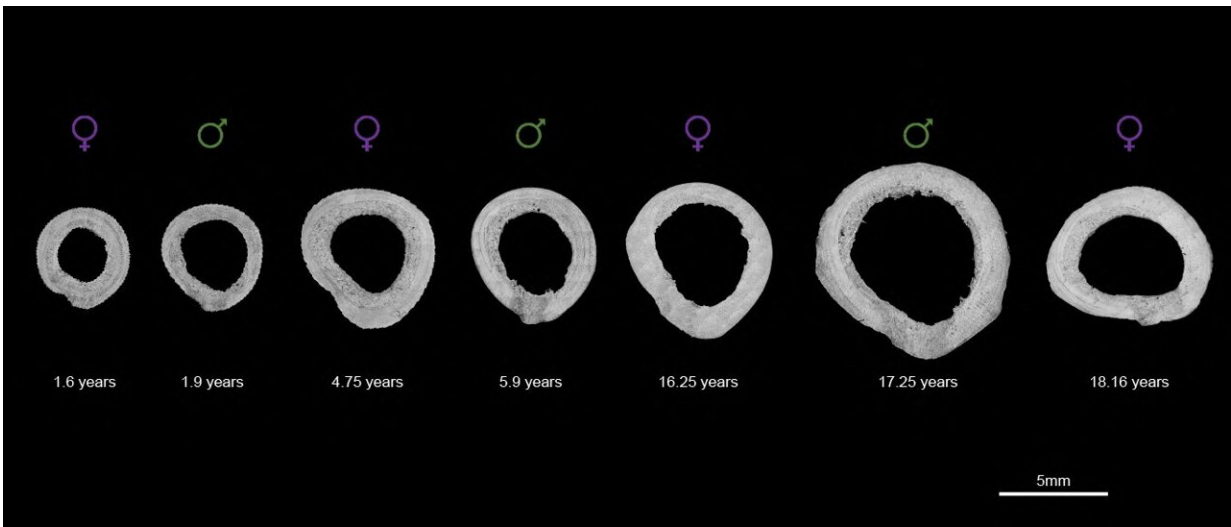 ♀ ♂ ♀ ♂ ♀ ♂ ♀
1.6 years 1.9 years 4.75 years 5.9 years 16.25 years 17.25 years 18.16 years
5mm